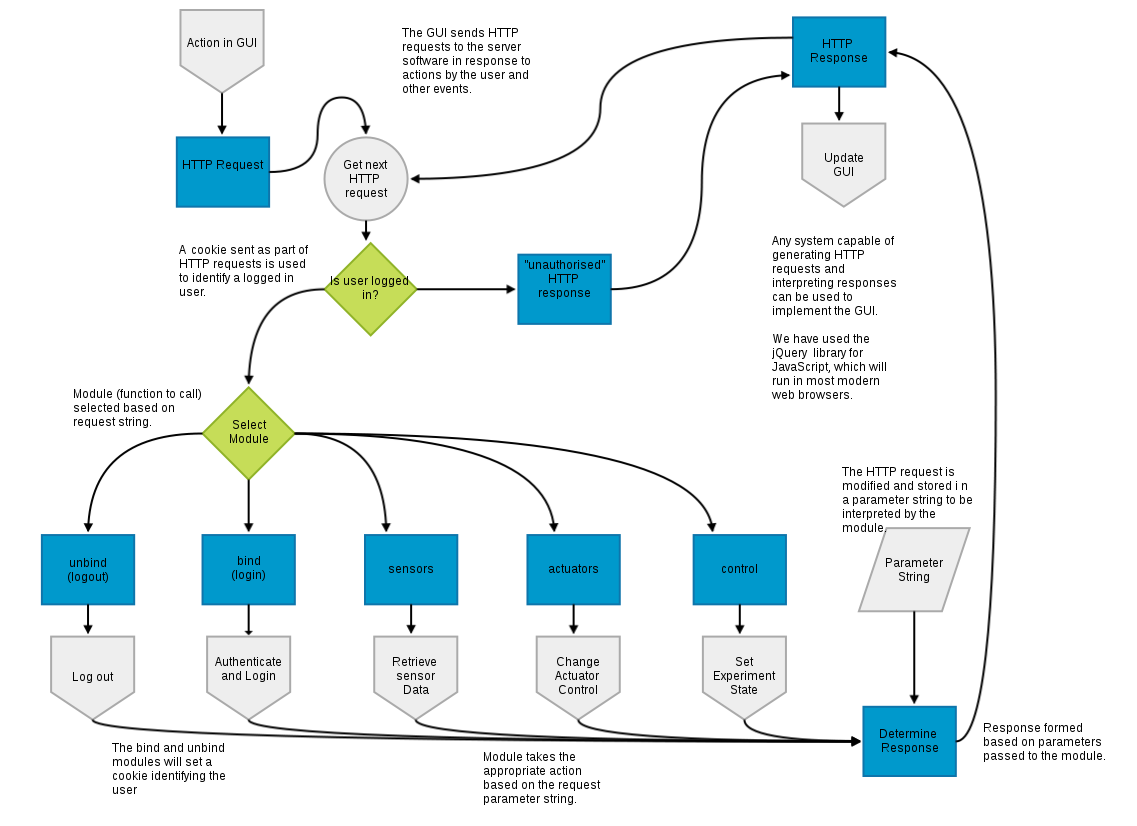 Action in GUI
The GUI sends HTTP
requests to the server
software in response to
actions by the user and
other events.
HTTP
Response
HTTP Request
Get next
HTTP
request
Update
GUI
A cookie sent as part of
HTTP requests is used
to identify a logged in
user.
Is user logged
in?
"unauthorised"
HTTP
response
Any system capable of
generating HTTP
requests and
interpreting responses
can be used to
implement the GUI.
We have used the
jQuery library for
JavaScript, which will
run in most modern
web browsers.
Module (function to call)
selected based on
request string.
Select
Module
The HTTP request is
modified and stored i n
a parameter string to be
interpreted by the
module.
unbind
(logout)
bind
(login)
sensors
actuators
control
Parameter
String
Log out
Authenticate
and Login
Retrieve
sensor
Data
Change
Actuator
Control
Set
Experiment
State
Determine
Response
Response formed
based on parameters
passed to the module.
The bind and unbind
modules will set a
cookie identifying the
user
Module takes the
appropriate action
based on the request
parameter string.